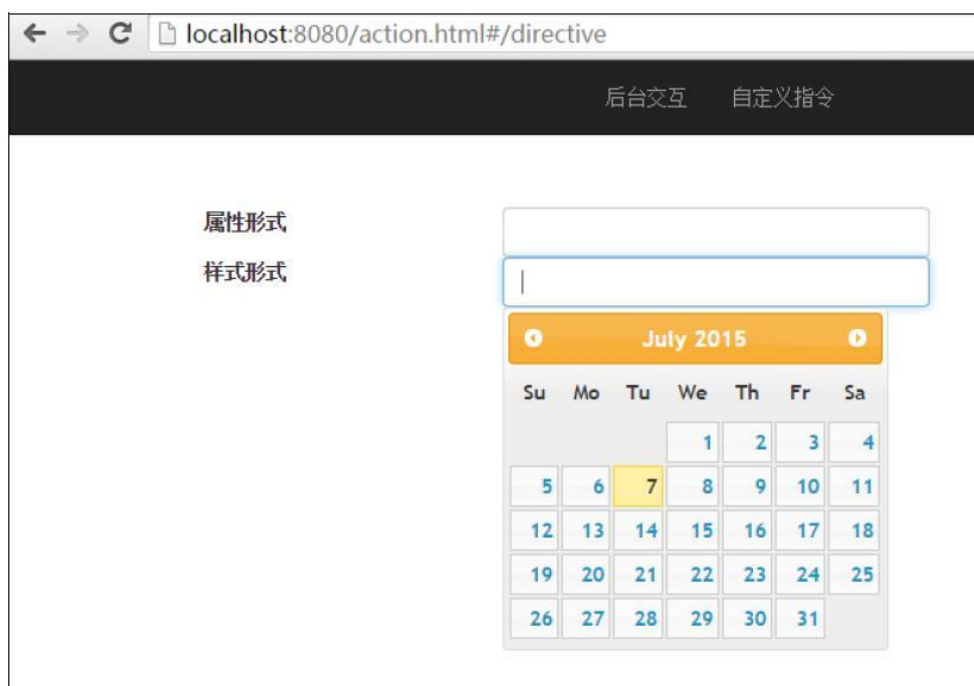 localhost:8080/action.html#/directive
后台交互 自定义指令
属性形式
样式形式
July 2015
Su Mo Tu We Th Fr Sa
1 2 3 4
5 6 7 8 9 10 11
12 13 14 15 16 17 18
19 20 21 22 23 24 25
26 27 28 29 30 31